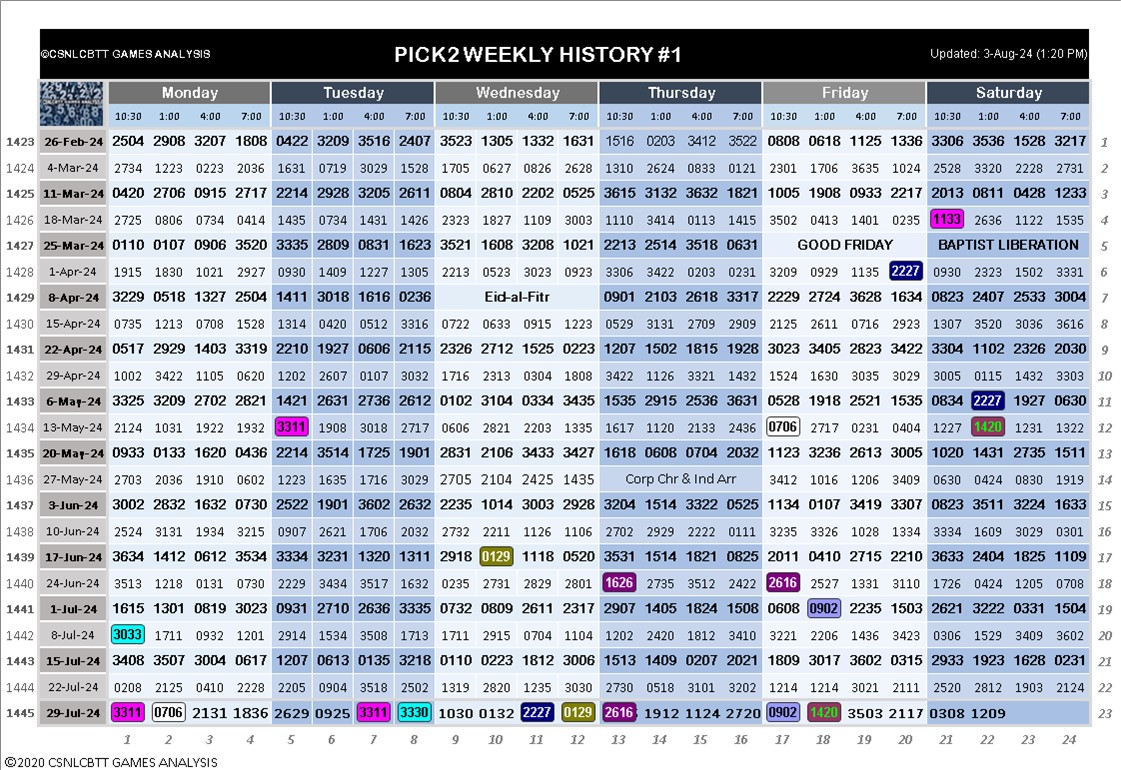 ©CSNLCBTT GAMES ANALYSIS PICK2 WEEKLY HISTORY #1 Updated: 3-Aug-24 (1:20 PM)
Monday Tuesday Wednesday Thursday Friday Saturday
10:30 1:00 4:00 7:00 10:30 1:00 4:00 7:00 10:30 1:00 4:00 7:00 10:30 1:00 4:00 7:00 10:30 1:00 4:00 7:00 10:30 1:00 4:00 7:00
1423 26-Feb-24 2504 2908 3207 1808 0422 3209 3516 2407 3523 1305 1332 1631 1516 0203 3412 3522 0808 0618 1125 1336 3306 3536 1528 3217 1
1424 4-Mar-24 2734 1223 0223 2036 1631 0719 3029 1528 1705 0627 0826 2628 1310 2624 0833 0121 2301 1706 3635 1024 2528 3320 2228 2731 2
1425 11-Mar-24 0420 2706 0915 2717 2214 2928 3205 2611 0804 2810 2202 0525 3615 3132 3632 1821 1005 1908 0933 2217 2013 0811 0428 1233 3
1426 18-Mar-24 2725 0806 0734 0414 1435 0734 1431 1426 2323 1827 1109 3003 1110 3414 0113 1415 3502 0413 1401 0235 1133 2636 1122 1535 4
1427 25-Mar-24 0110 0107 0906 3520 3335 2809 0831 1623 3521 1608 3208 1021 2213 2514 3518 0631 GOOD FRIDAY BAPTIST LIBERATION 5
1428 1-Apr-24 1915 1830 1021 2927 0930 1409 1227 1305 2213 0523 3023 0923 3306 3422 0203 0231 3209 0929 1135 2227 0930 2323 1502 3331 6
1429 8-Apr-24 3229 0518 1327 2504 1411 3018 1616 0236 Eid-al-Fitr 0901 2103 2618 3317 2229 2724 3628 1634 0823 2407 2533 3004 7
1430 15-Apr-24 0735 1213 0708 1528 1314 0420 0512 3316 0722 0633 0915 1223 0529 3131 2709 2909 2125 2611 0716 2923 1307 3520 3036 3616 8
1431 22-Apr-24 0517 2929 1403 3319 2210 1927 0606 2115 2326 2712 1525 0223 1207 1502 1815 1928 3023 3405 2823 3422 3304 1102 2326 2030 9
1432 29-Apr-24 1002 3422 1105 0620 1202 2607 0107 3032 1716 2313 0304 1808 3422 1126 3321 1432 1524 1630 3035 3029 3005 0115 1432 3303 10
1433 6-May-24 3325 3209 2702 2821 1421 2631 2736 2612 0102 3104 0334 3435 1535 2915 2536 3631 0528 1918 2521 1535 0834 2227 1927 0630 11
1434 13-May-24 2124 1031 1922 1932 3311 1908 3018 2717 0606 2821 2203 1335 1617 1120 2133 2436 0706 2717 0231 0404 1227 1420 1231 1322 12
1435 20-May-24 0933 0133 1620 0436 2214 3514 1725 1901 2831 2106 3433 3427 1618 0608 0704 2032 1123 3236 2613 3005 1020 1431 2735 1511 13
1436 27-May-24 2703 2036 1910 0602 1223 1635 1716 3029 2705 2104 2425 1435 Corp Chr & Ind Arr 3412 1016 1206 3409 0630 0424 0830 1919 14
1437 3-Jun-24 3002 2832 1632 0730 2522 1901 3602 2632 2235 1014 3003 2928 3204 1514 3322 0525 1134 0107 3419 3307 0823 3511 3224 1633 15
1438 10-Jun-24 2524 3131 1934 3215 0907 2621 1706 2032 2732 2211 1126 1106 2702 2929 2222 0111 3235 3326 1028 1334 3334 1609 3029 0301 16
1439 17-Jun-24 3634 1412 0612 3534 3334 3231 1320 1311 2918 0129 1118 0520 3531 1514 1821 0825 2011 0410 2715 2210 3633 2404 1825 1109 17
1440 24-Jun-24 3513 1218 0131 0730 2229 3434 3517 1632 0235 2731 2829 2801 1626 2735 3512 2422 2616 2527 1331 3110 1726 0424 1205 0708 18
1441 1-Jul-24 1615 1301 0819 3023 0931 2710 2636 3335 0732 0809 2611 2317 2907 1405 1824 1508 0608 0902 2235 1503 2621 3222 0331 1504 19
1442 8-Jul-24 3033 1711 0932 1201 2914 1534 3508 1713 1711 2915 0704 1104 1202 2420 1812 3410 3221 2206 1436 3423 0306 1529 3409 3602 20
1443 15-Jul-24 3408 3507 3004 0617 1207 0613 0135 3218 0110 0223 1812 3006 1513 1409 0207 2021 1809 3017 3602 0315 2933 1923 1628 0231 21
1444 22-Jul-24 0208 2125 0410 2228 2205 0904 3518 2502 1319 2820 1235 3030 2730 0518 3101 3202 1214 1414 3021 2111 2520 2812 1903 2124 22
1445 29-Jul-24 3311 0706 2131 1836 2629 0925 3311 3330 1030 0132 2227 0129 2616 1912 1124 2720 0902 1420 3503 2117 0308 1209 23
1 2 3 4 5 6 7 8 9 10 11 12 13 14 15 16 17 18 19 20 21 22 23 24
©2020 CSNLCBTT GAMES ANALYSIS